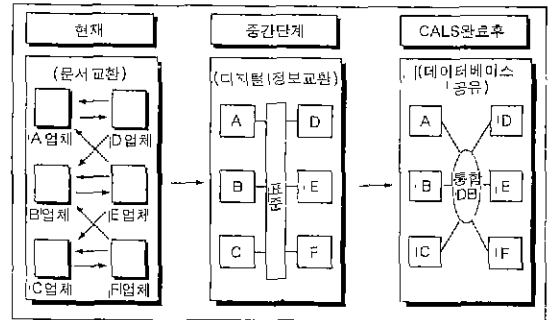 현재
중간단계
CALS완료후
(문서교환)
A업체
D업체
B업체
E업체
C업체
F업체
(디지털정보교환)
A
D
B
E
C
F
표준
(데이터베이스
공유)
A
D
B
E
C
F
통합
DB